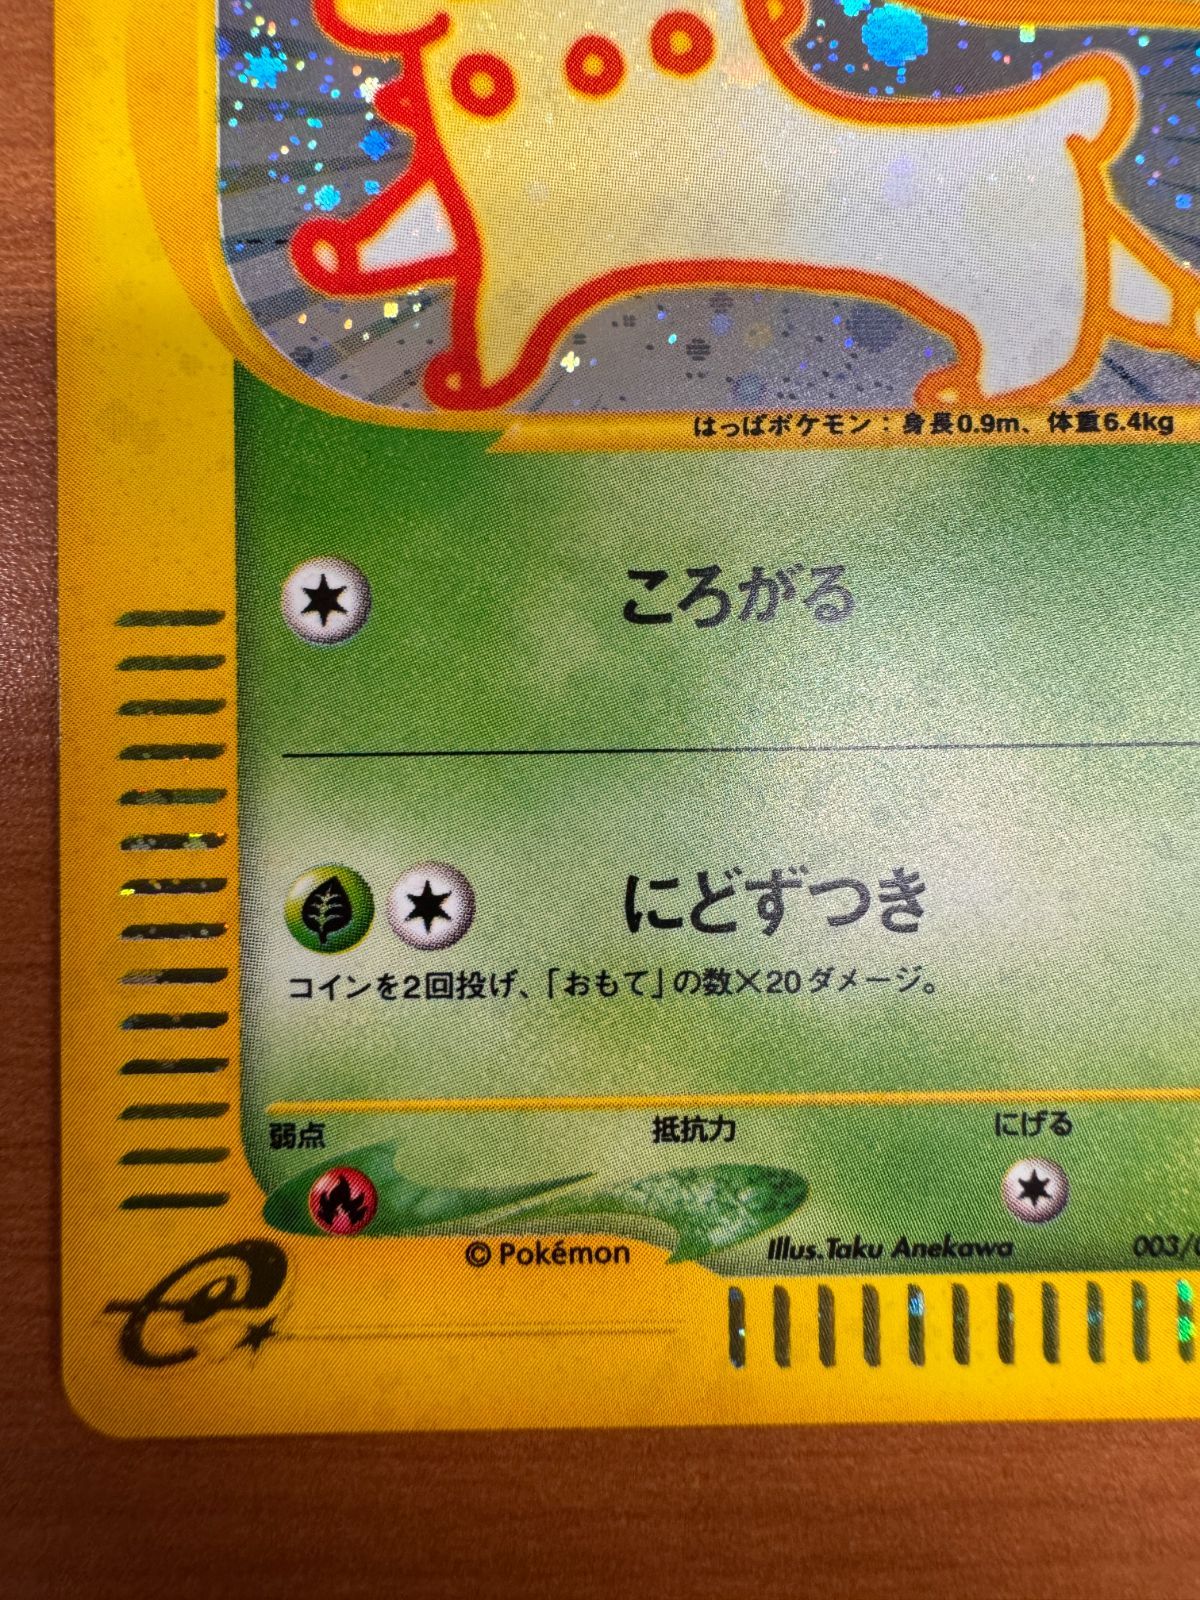 はっぱポケモン：身長0.9m、体重6.4kg
ころがる
にどずつき
コインを2回投げ、「おもて」の数×20ダメージ。
弱点 抵抗力 にげる
© Pokémon Illus.Taku Anekawa 003/